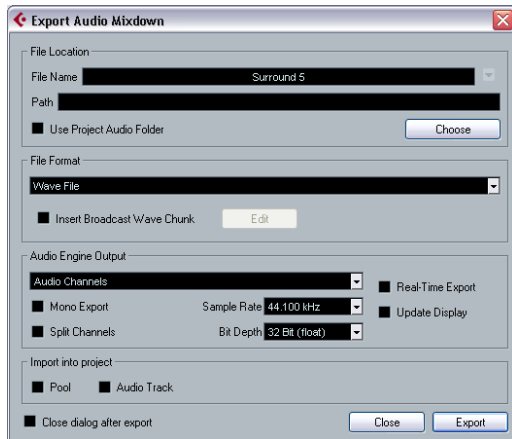 Export Audio Mixdown
File Location
File Name Surround 5
Path
Use Project Audio Folder Choose
File Format
Wave File
Insert Broadcast Wave Chunk Edit
Audio Engine Output
Audio Channels
Real-Time Export
Mono Export Sample Rate 44.100 kHz
Update Display
Split Channels Bit Depth 32 Bit (float)
Import into project
Pool Audio Track
Close dialog after export Close Export